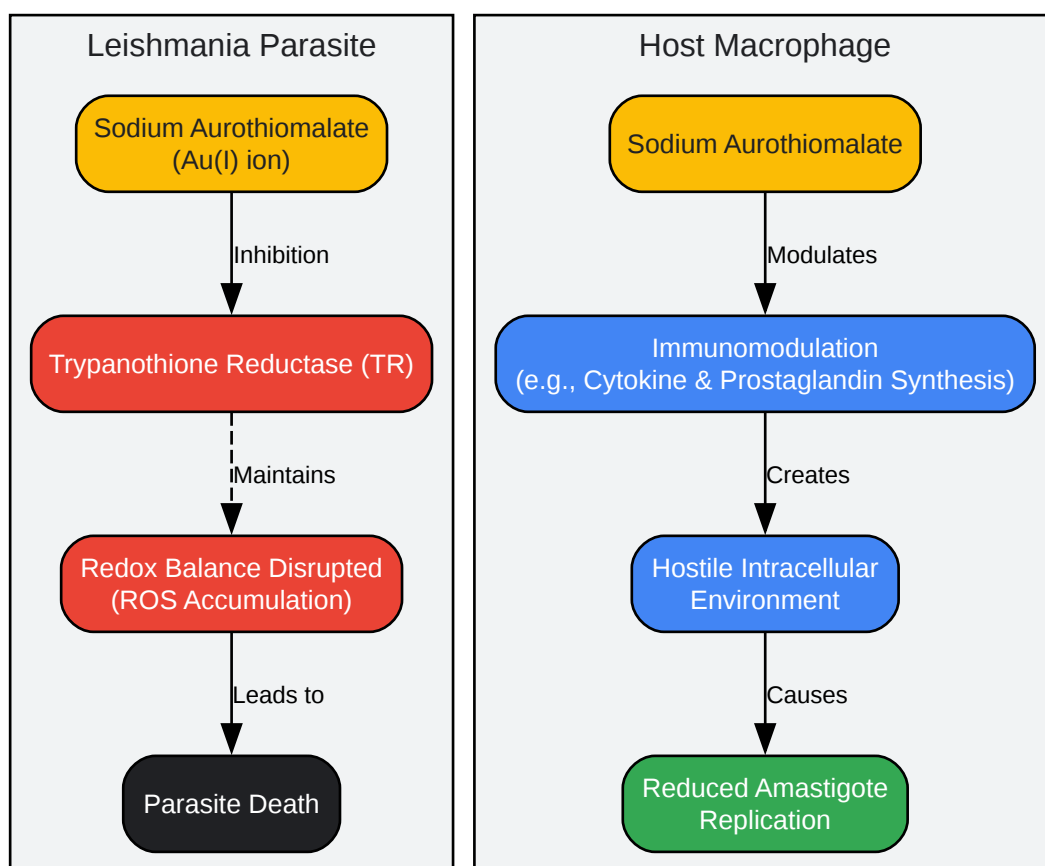 Leishmania Parasite
Sodium Aurothiomalate
(Au(I) ion)
Inhibition
Trypanothione Reductase (TR)
Maintains
Redox Balance Disrupted
(ROS Accumulation)
Leads to
Parasite Death
Host Macrophage
Sodium Aurothiomalate
Modulates
Immunomodulation
(e.g., Cytokine & Prostaglandin Synthesis)
Creates
Hostile Intracellular
Environment
Causes
Reduced Amastigote
Replication